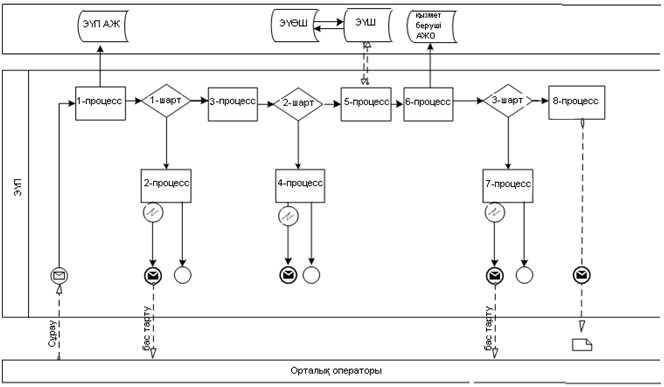 ЭҮП АЖ
ЭҮӨШ
ЭҮШ
қызмет
беруші
АЖО
ЭҮП
1-процесс
1-шарт
3-процесс
2-шарт
5-процесс
6-процесс
3-шарт
8-процесс
2-процесс
4-процесс
7-процесс
Сұрау
бас тарту
бас тарту
Орталық операторы